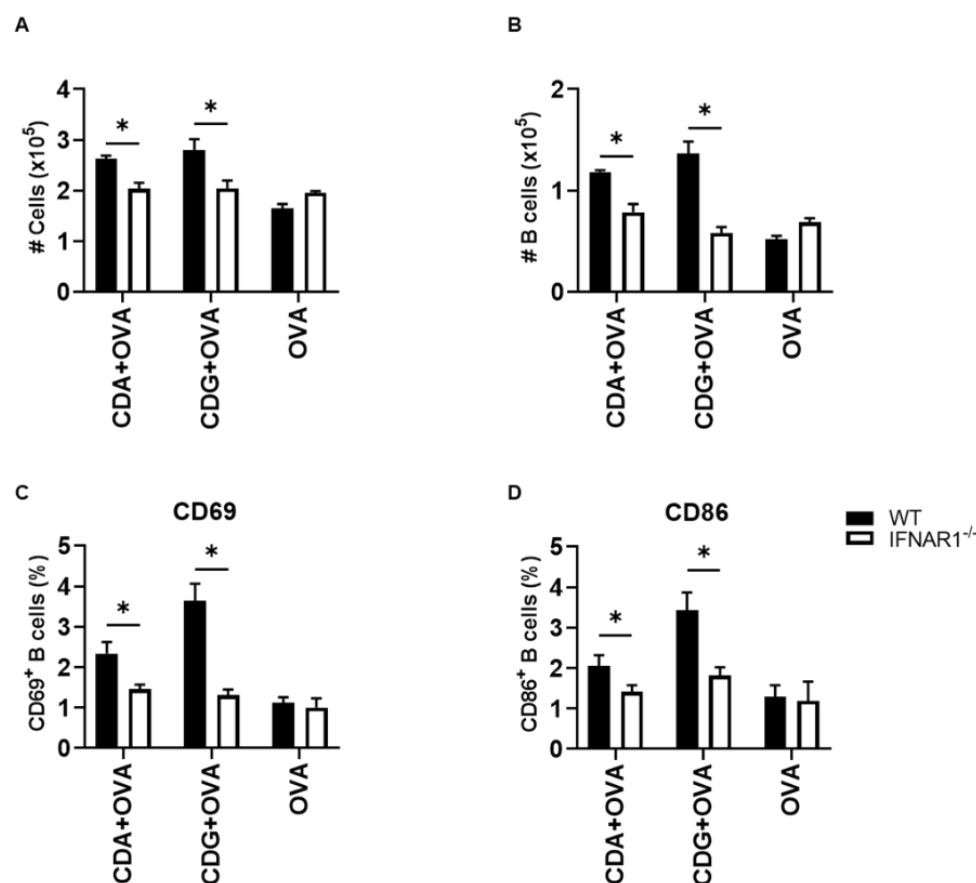 A
# Cells (x10⁵)
4
3
2
1
0
*
*
CDA+OVA
CDG+OVA
OVA
B
# B cells (x10⁵)
2
1
0
*
*
CDA+OVA
CDG+OVA
OVA
C
CD69
CD69⁺ B cells (%)
5
4
3
2
1
0
*
*
CDA+OVA
CDG+OVA
OVA
D
CD86
CD86⁺ B cells (%)
5
4
3
2
1
0
*
*
CDA+OVA
CDG+OVA
OVA
WT
IFNAR1⁻/⁻